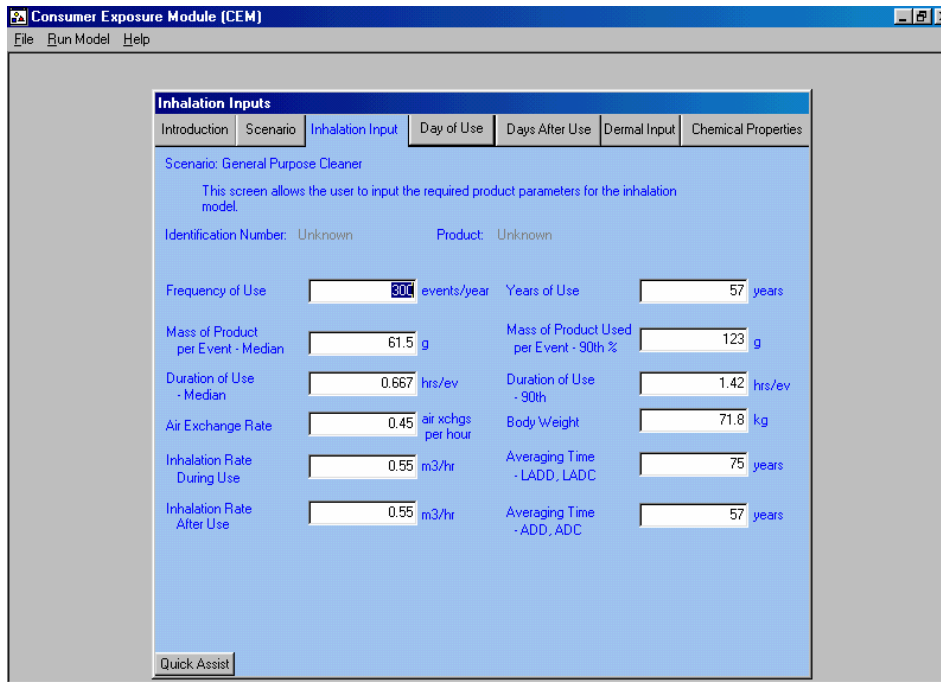 Consumer Exposure Module (CEM)
File Run Model Help
Inhalation Inputs
Introduction Scenario Inhalation Input Day of Use Days After Use Dermal Input Chemical Properties
Scenario: General Purpose Cleaner
This screen allows the user to input the required product parameters for the inhalation
model.
Identification Number: Unknown Product: Unknown
Frequency of Use 300 events/year Years of Use 57 years
Mass of Product
per Event - Median 61.5 g
Mass of Product Used
per Event - 90th % 123 g
Duration of Use
- Median 0.667 hrs/ev
Duration of Use
- 90th 1.42 hrs/ev
Air Exchange Rate 0.45 air xchgs
per hour
Body Weight 71.8 kg
Inhalation Rate
During Use 0.55 m3/hr
Averaging Time
- LADD, LADC 75 years
Inhalation Rate
After Use 0.55 m3/hr
Averaging Time
- ADD, ADC 57 years
Quick Assist